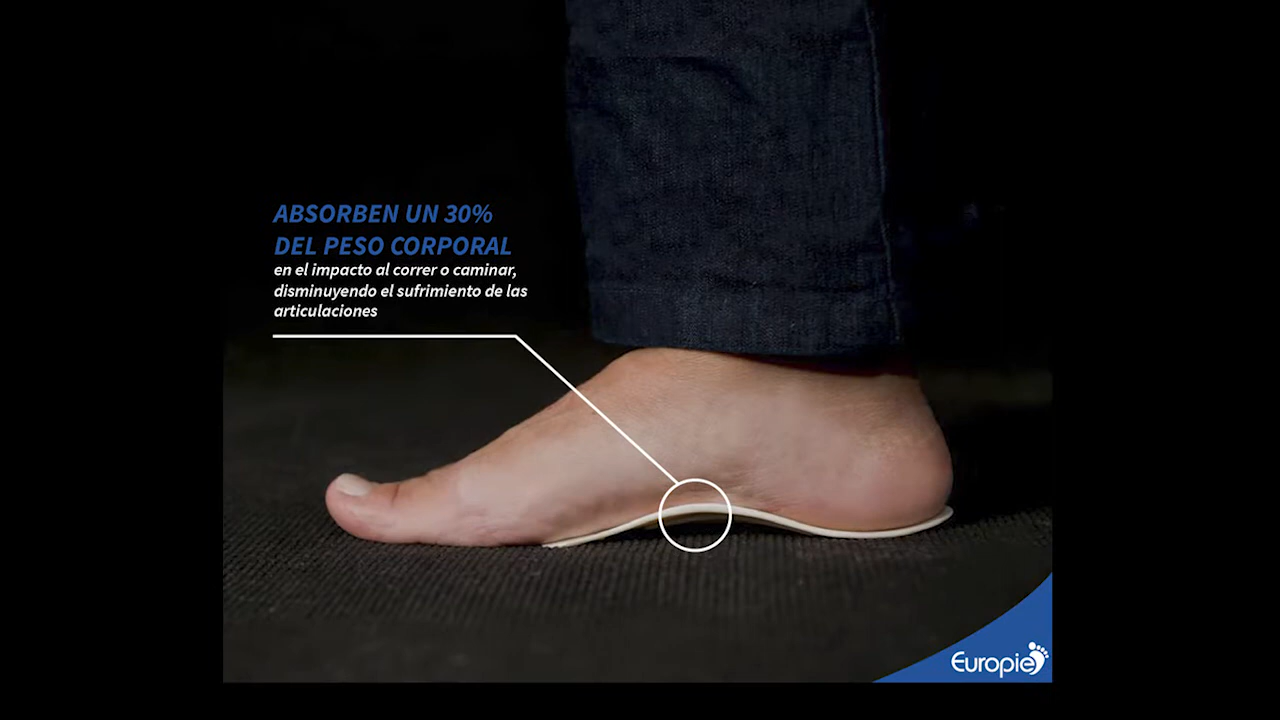 ABSORBEN UN 30%
DEL PESO CORPORAL
en el impacto al correr o caminar,
disminuyendo el sufrimiento de las
articulaciones
Europie